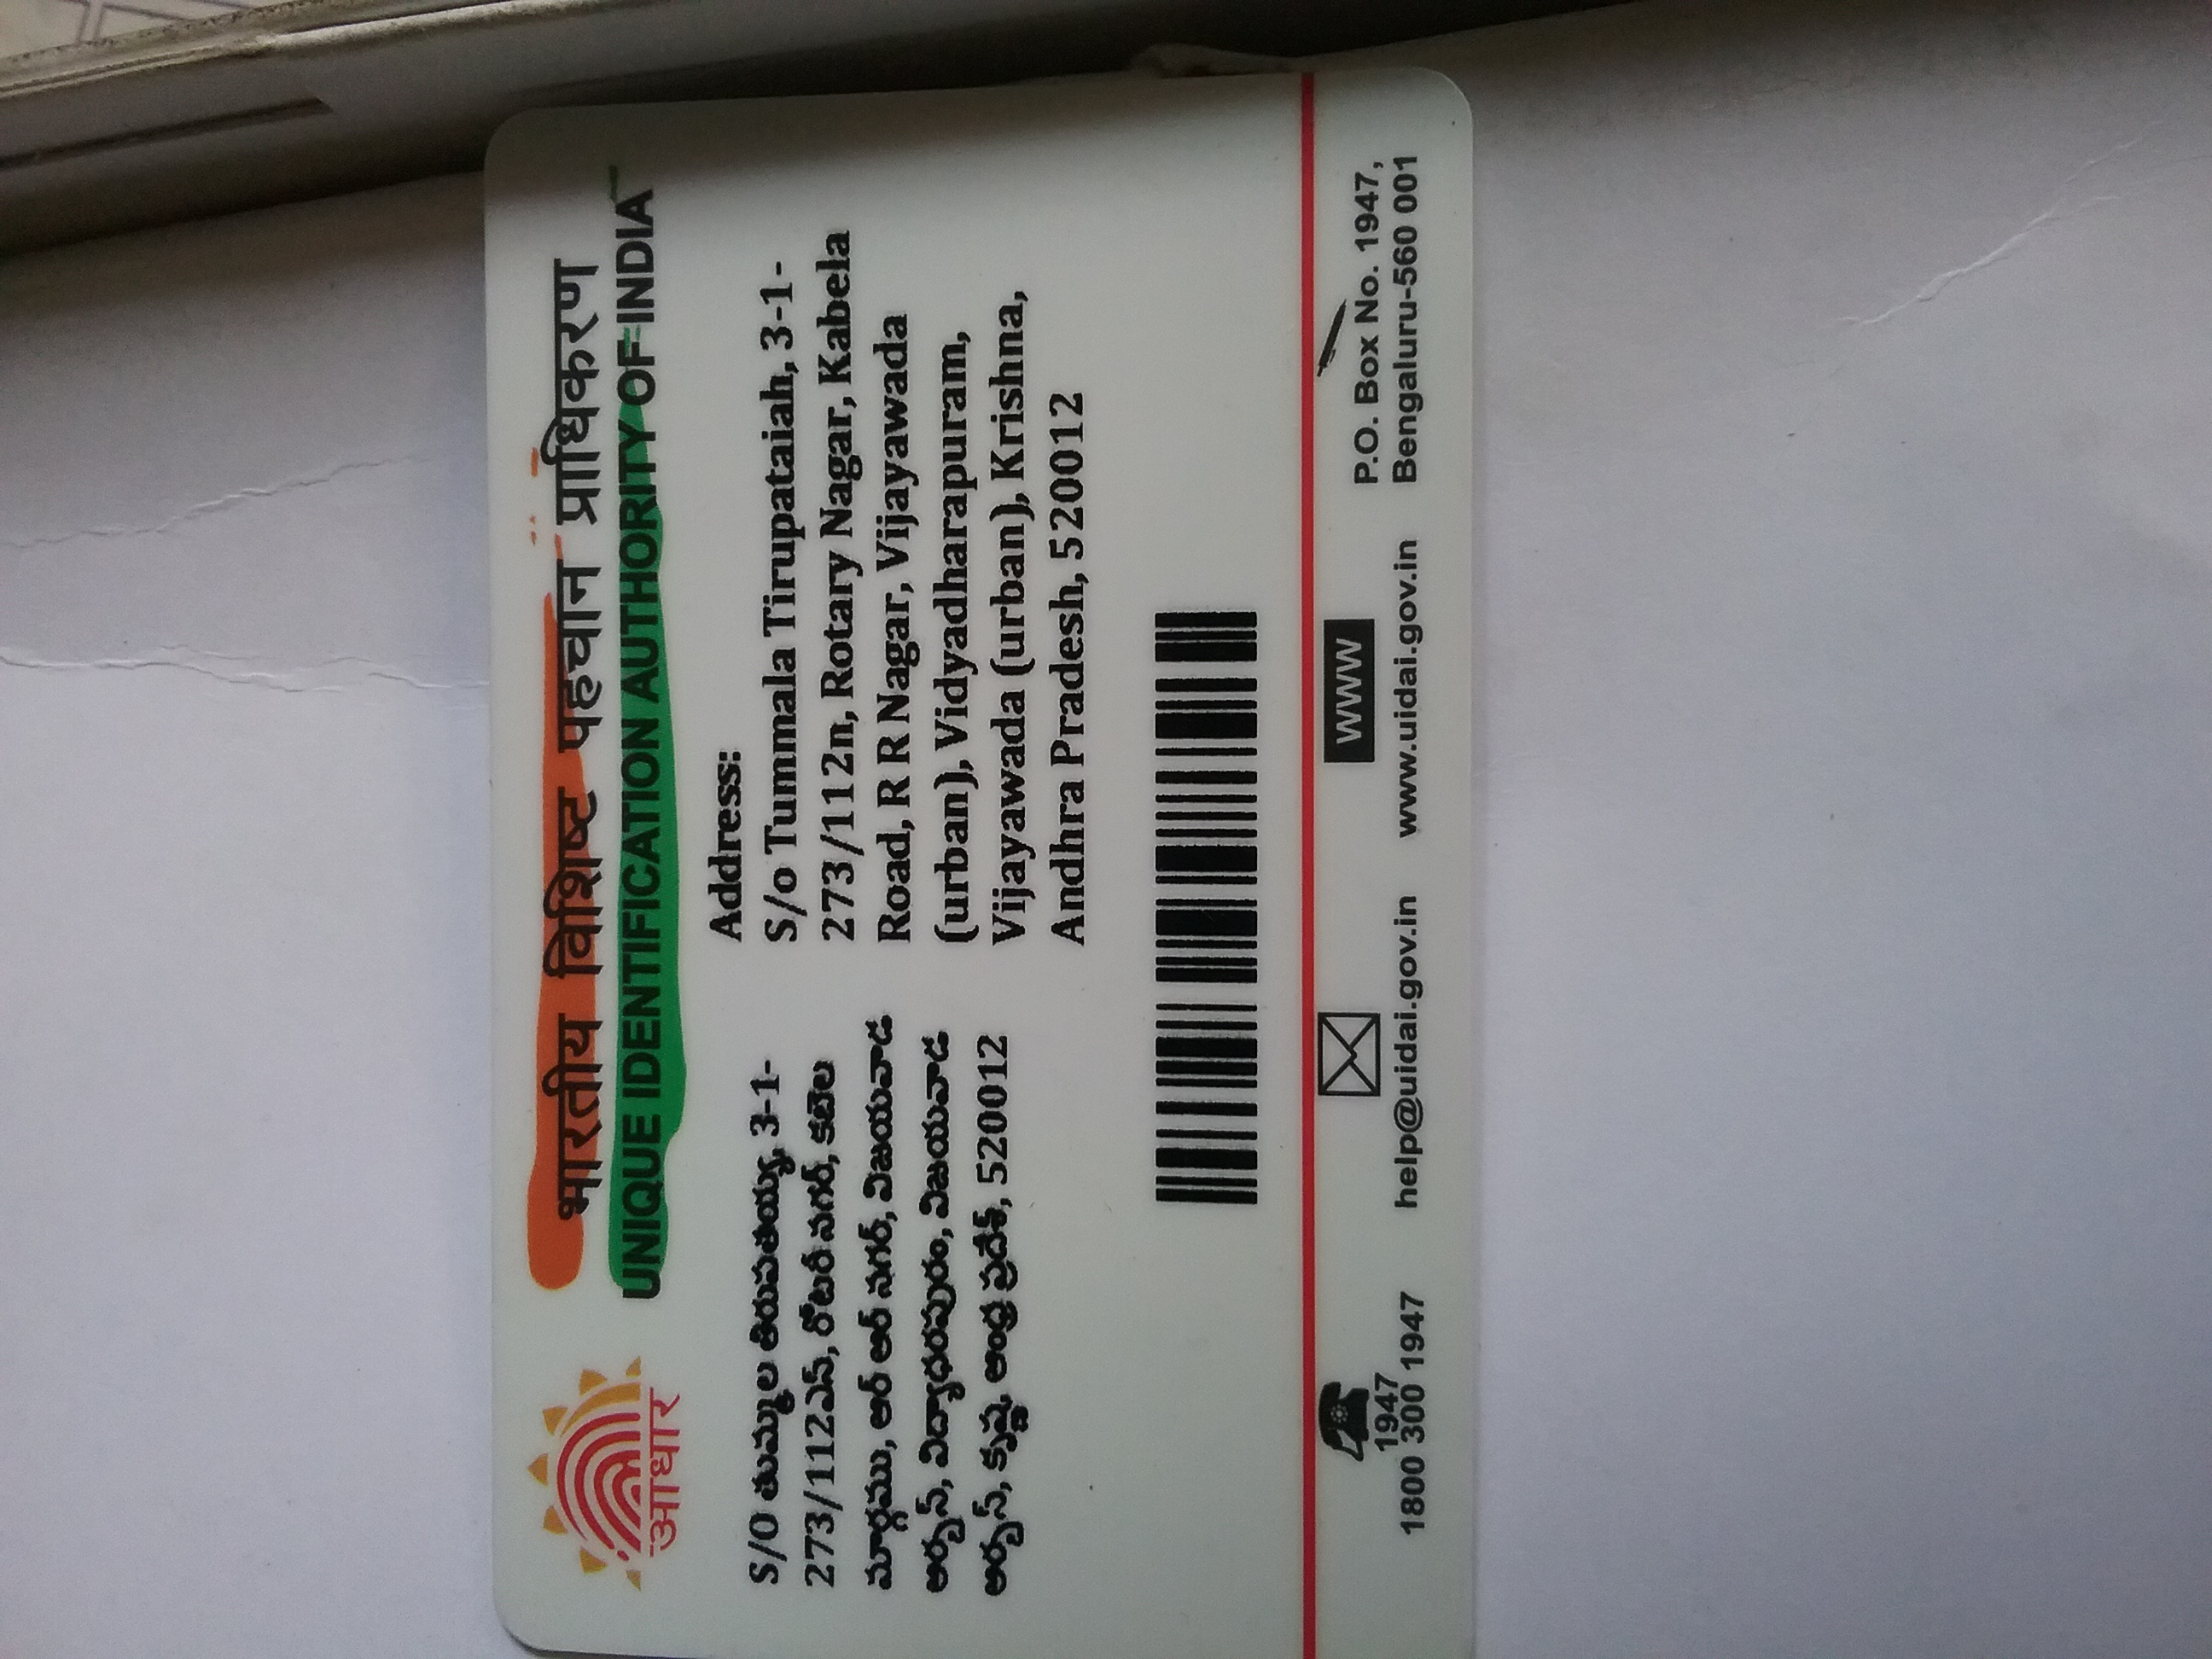 भारतीय विशिष्ट पहचान प्राधिकरण
UNIQUE IDENTIFICATION AUTHORITY OF INDIA
आधार
S/O తుమ్మల తిరుపతయ్య, 3-1-
273/112ఎన్, రోటరీ నగర్, కబెల
మార్గము, ఆర్ ఆర్ నగర్, విజయవాడ
అర్బన్, విద్యాధరపురం, విజయవాడ
అర్బన్, కృష్ణ, ఆంధ్ర ప్రదేశ్, 520012
Address:
S/o Tummala Tirupataiah, 3-1-
273/112n, Rotary Nagar, Kabela
Road, R R Nagar, Vijayawada
(urban), Vidyadharapuram,
Vijayawada (urban), Krishna,
Andhra Pradesh, 520012
1947
1800 300 1947
help@uidai.gov.in
WWW
www.uidai.gov.in
P.O. Box No. 1947,
Bengaluru-560 001